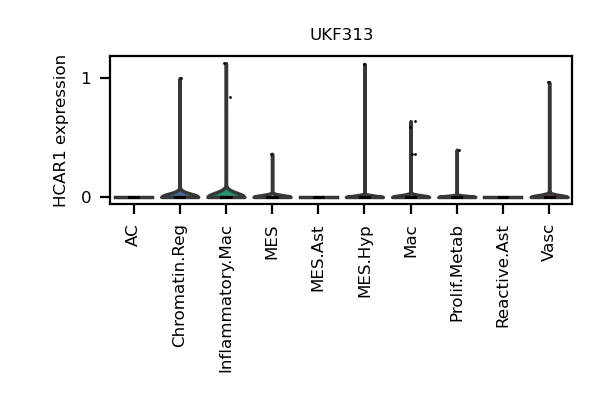 UKF313
HCAR1 expression
1
0
AC
Chromatin.Reg
Inflammatory.Mac
MES
MES.Ast
MES.Hyp
Mac
Prolif.Metab
Reactive.Ast
Vasc